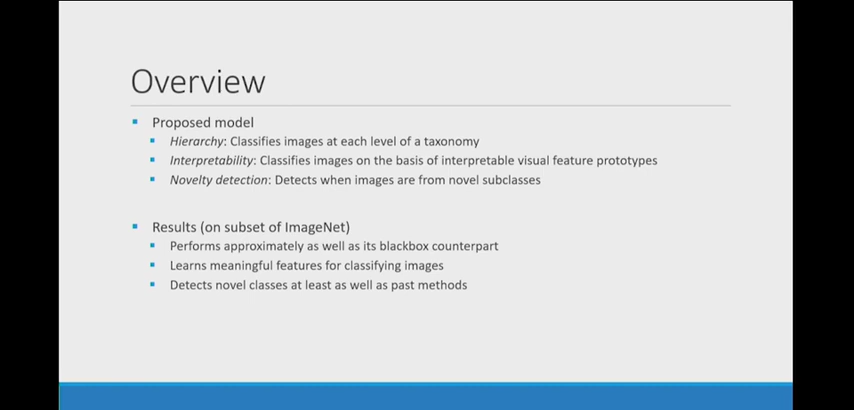 Overview
Proposed model
Hierarchy: Classifies images at each level of a taxonomy
Interpretability: Classifies images on the basis of interpretable visual feature prototypes
Novelty detection: Detects when images are from novel subclasses
Results (on subset of ImageNet)
Performs approximately as well as its blackbox counterpart
Learns meaningful features for classifying images
Detects novel classes at least as well as past methods